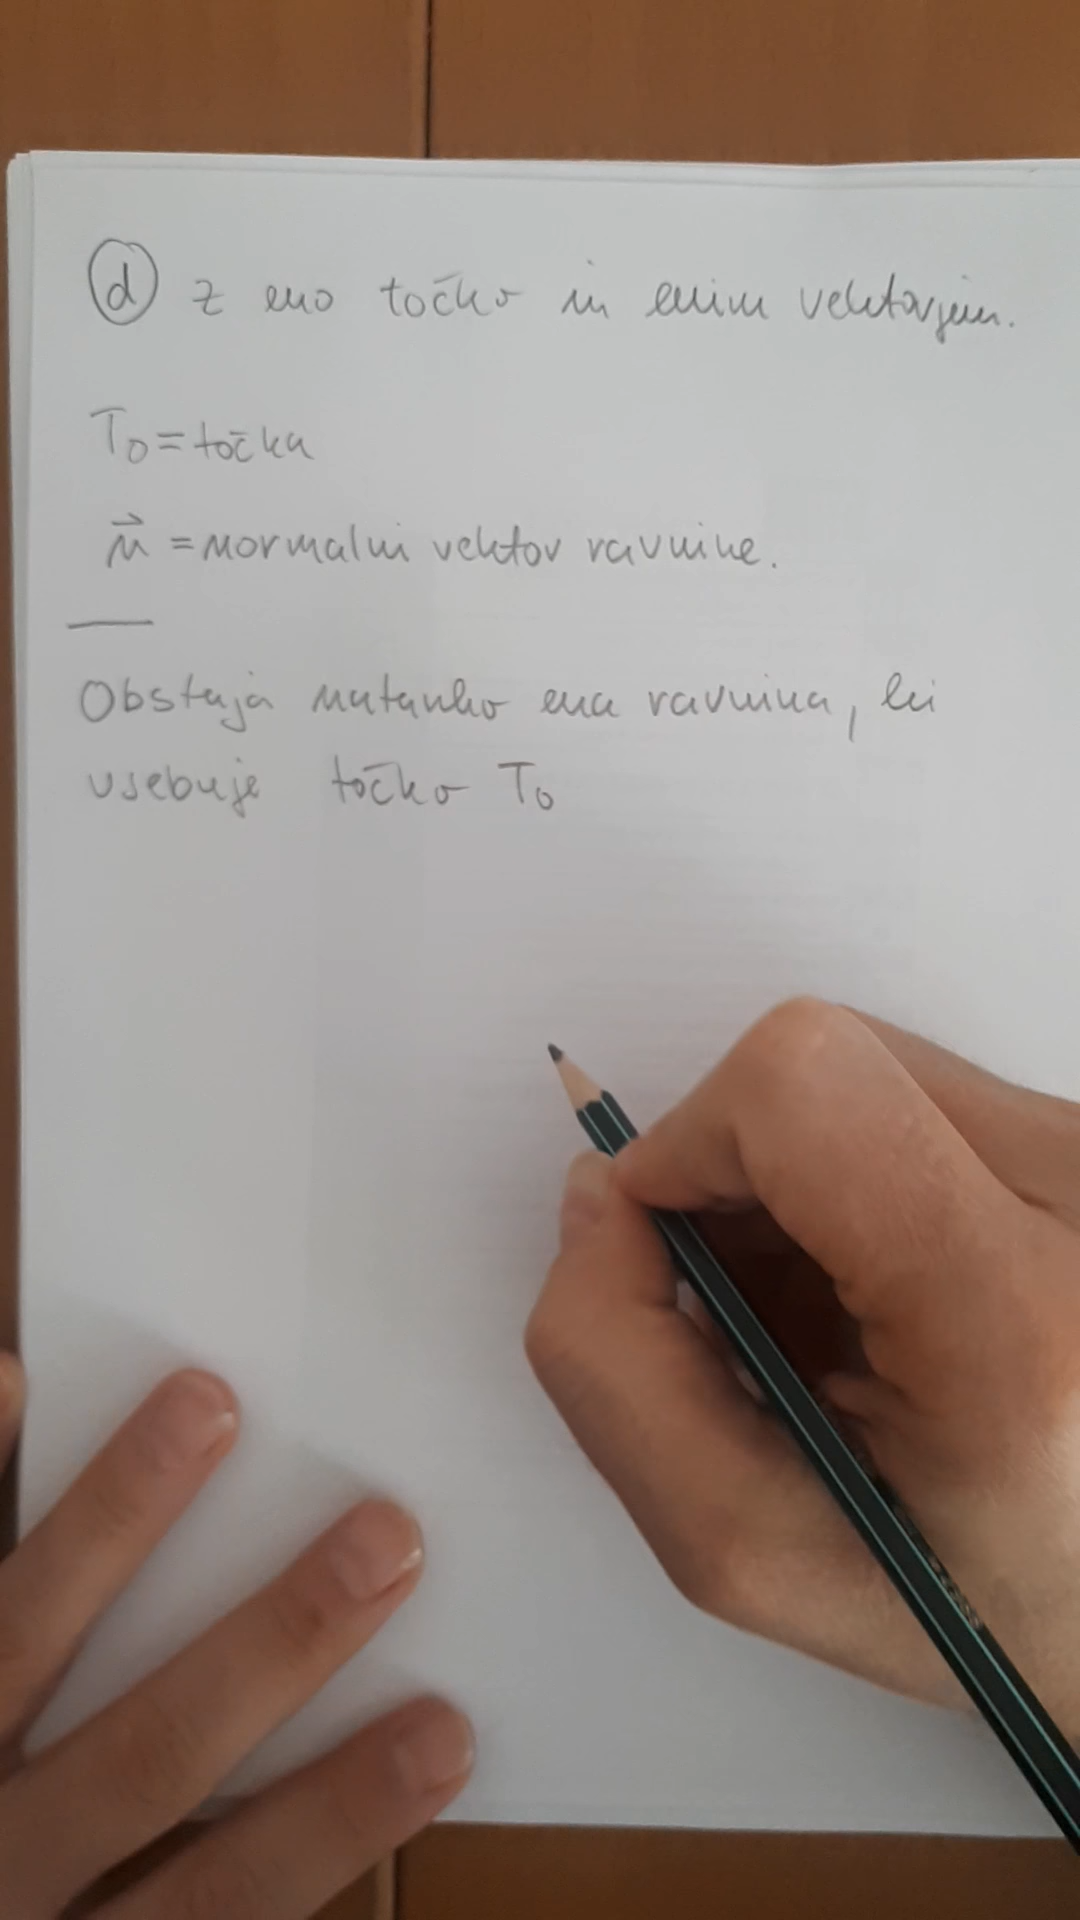 d z eno točko in enim vektorjem.
T₀ = točka
n⃗ = normalni vektor ravnine.
Obstaja natanko ena ravnina, ki
vsebuje točko T₀